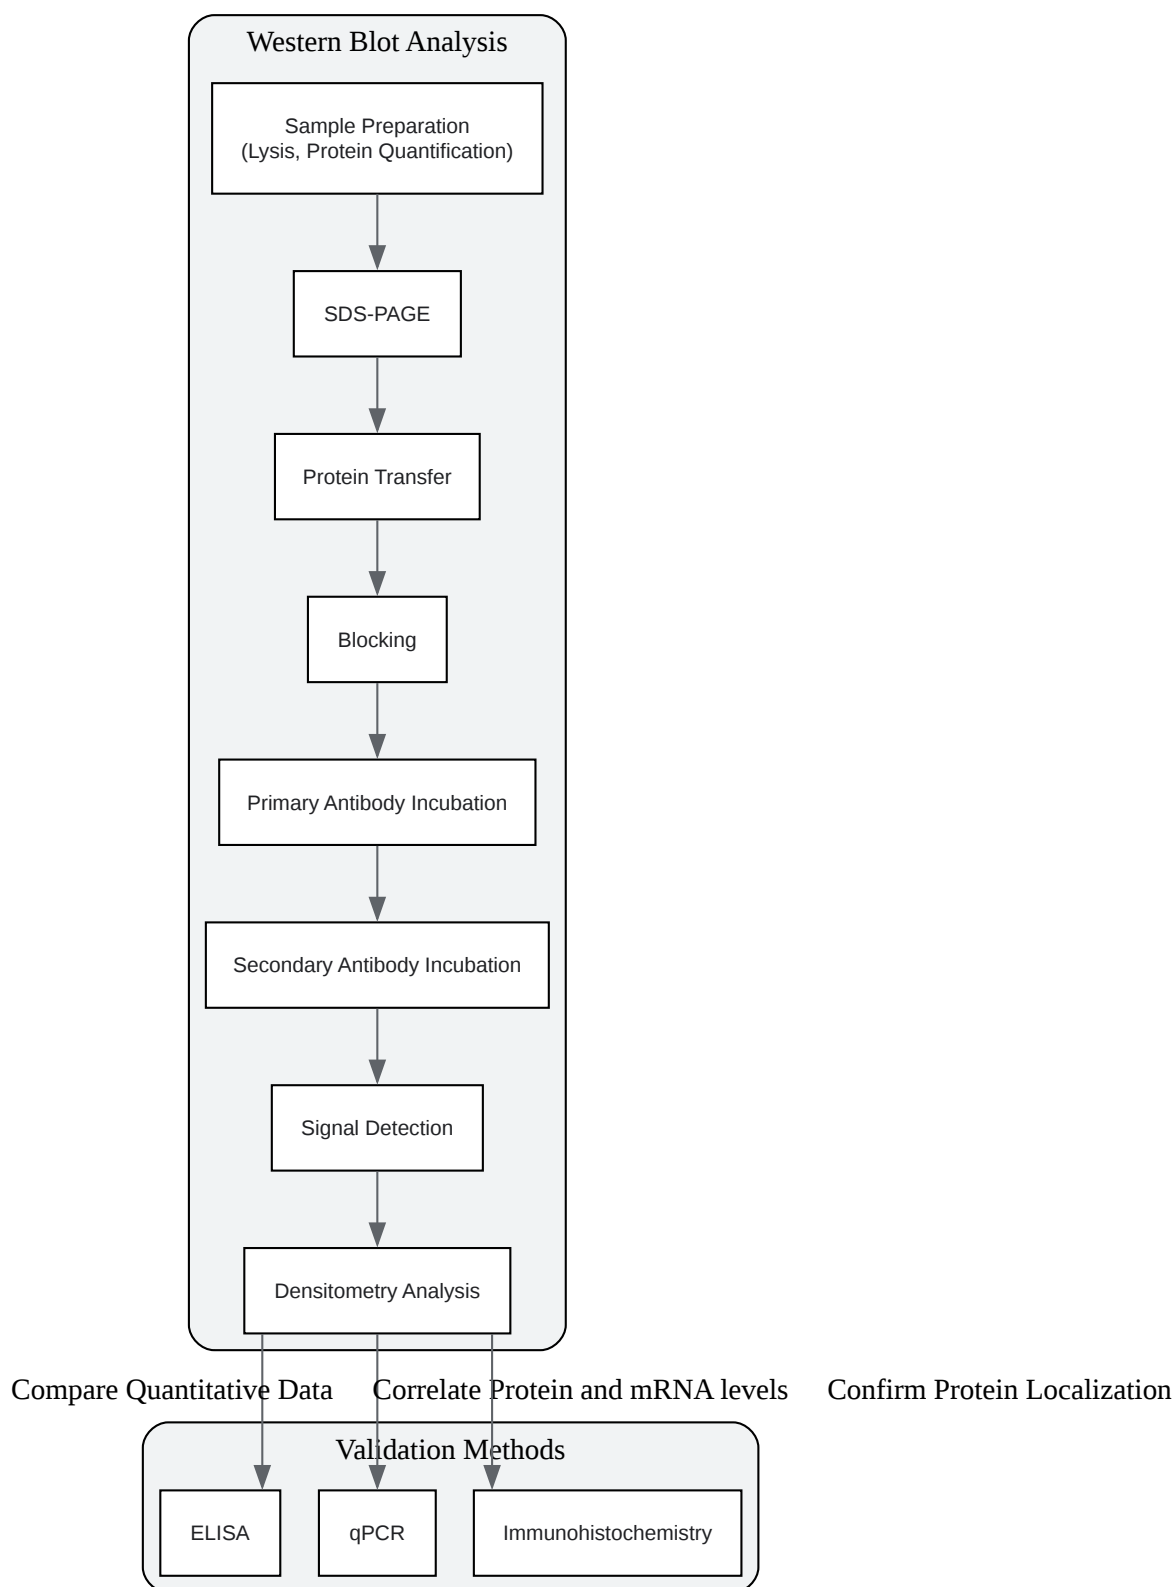 Western Blot Analysis
Sample Preparation
(Lysis, Protein Quantification)
SDS-PAGE
Protein Transfer
Blocking
Primary Antibody Incubation
Secondary Antibody Incubation
Signal Detection
Densitometry Analysis
Compare Quantitative Data
Correlate Protein and mRNA levels
Confirm Protein Localization
Validation Methods
ELISA
qPCR
Immunohistochemistry